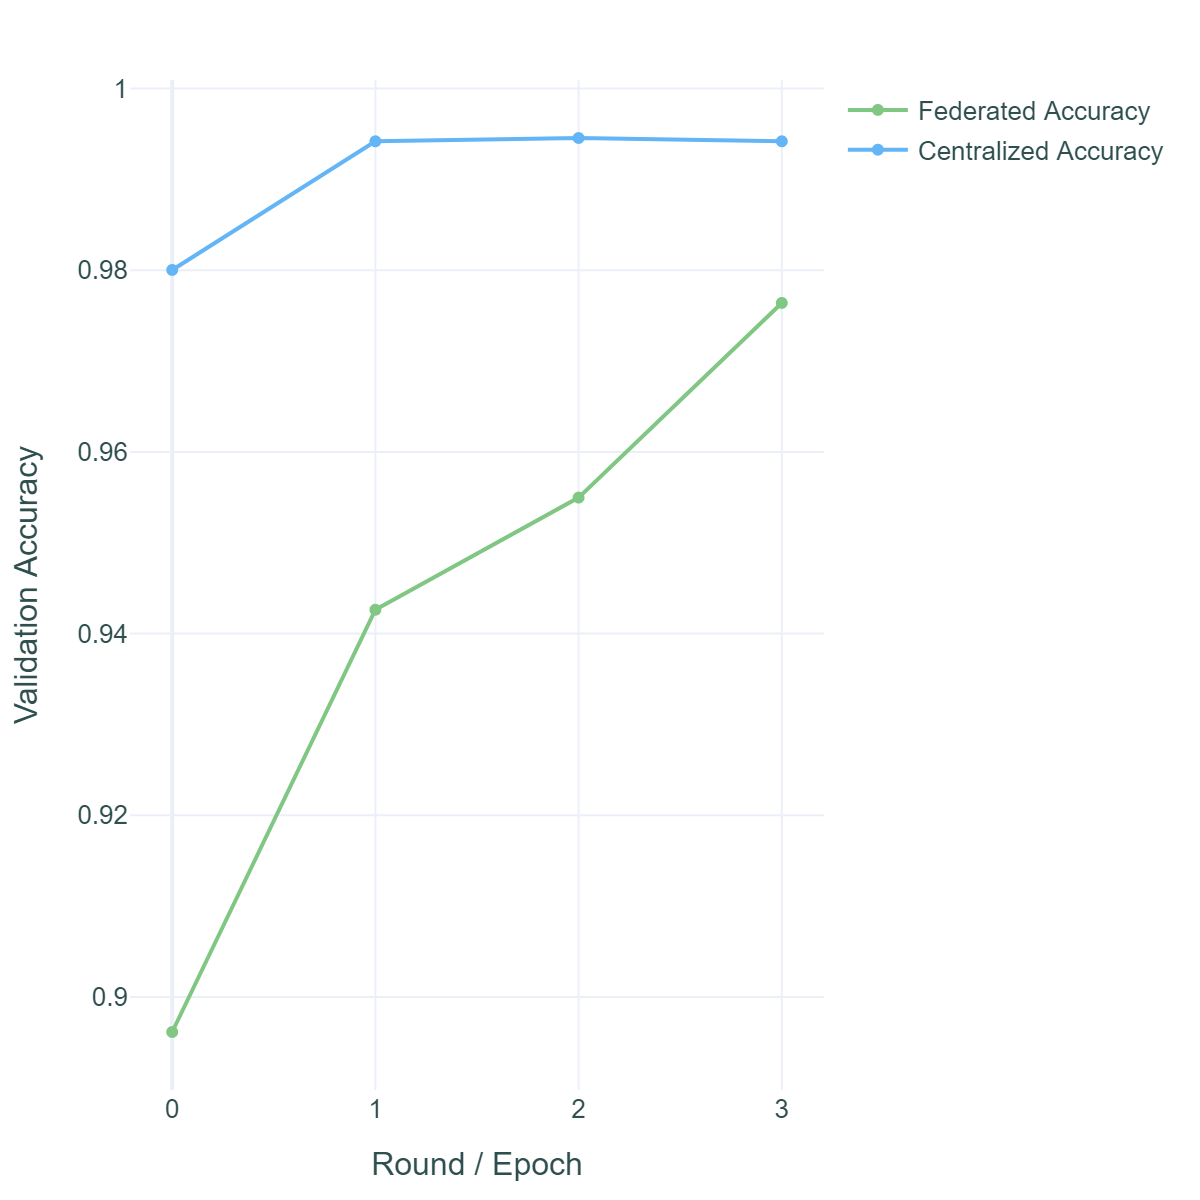 1
0.98
0.96
0.94
0.92
0.9
0
1
2
3
Validation Accuracy
Round / Epoch
Federated Accuracy
Centralized Accuracy